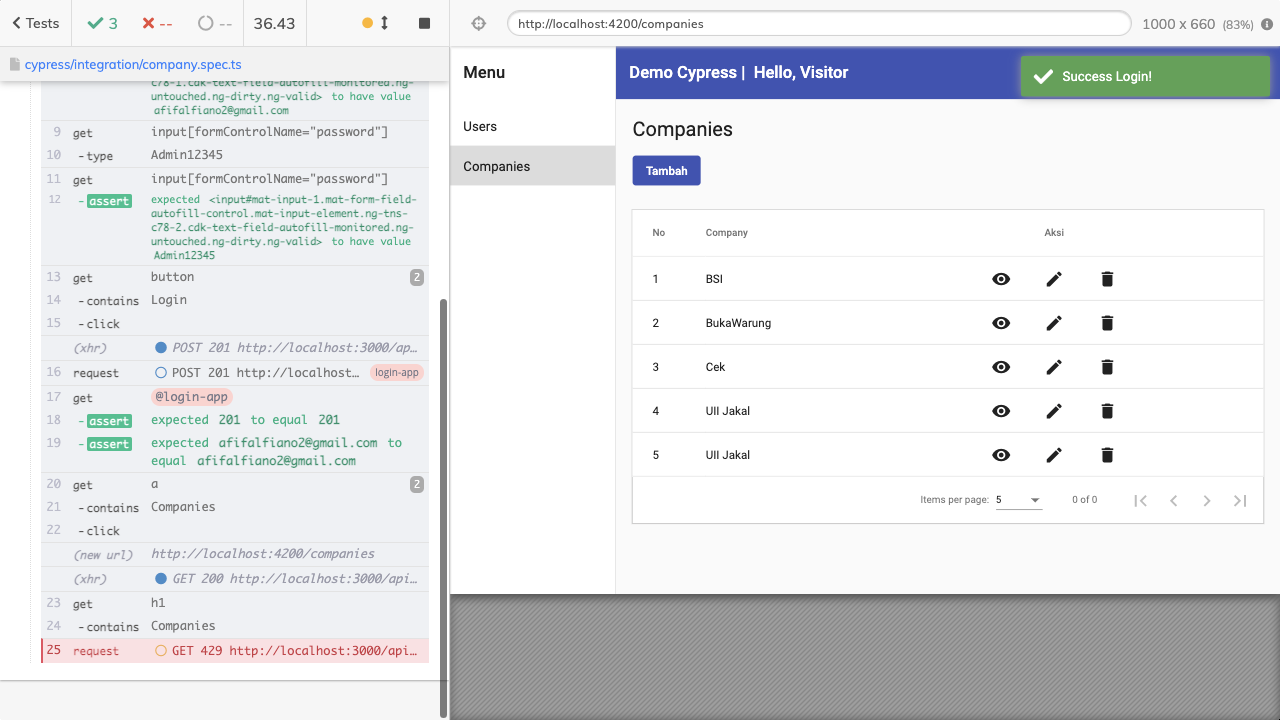 Tests
3
--
--
36.43
http://localhost:4200/companies
1000 x 660 (83%)
cypress/integration/company.spec.ts
c78-1.cdk-text-field-autofill-monitored.ng-
untouched.ng-dirty.ng-valid> to have value
afifalfiano2@gmail.com
9 get input[formControlName="password"]
10 -type Admin12345
11 get input[formControlName="password"]
12 -assert expected <input#mat-input-1.mat-form-field-
autofill-control.mat-input-element.ng-tns-
c78-2.cdk-text-field-autofill-monitored.ng-
untouched.ng-dirty.ng-valid> to have value
Admin12345
13 get button 2
14 -contains Login
15 -click
(xhr) POST 201 http://localhost:3000/ap…
16 request POST 201 http://localhost… login-app
17 get @login-app
18 -assert expected 201 to equal 201
19 -assert expected afifalfiano2@gmail.com to
equal afifalfiano2@gmail.com
20 get a 2
21 -contains Companies
22 -click
(new url) http://localhost:4200/companies
(xhr) GET 200 http://localhost:3000/api…
23 get h1
24 -contains Companies
25 request GET 429 http://localhost:3000/api…
Menu
Users
Companies
Demo Cypress | Hello, Visitor
Success Login!
Companies
Tambah
No Company Aksi
1 BSI
2 BukaWarung
3 Cek
4 UII Jakal
5 UII Jakal
Items per page: 5 0 of 0